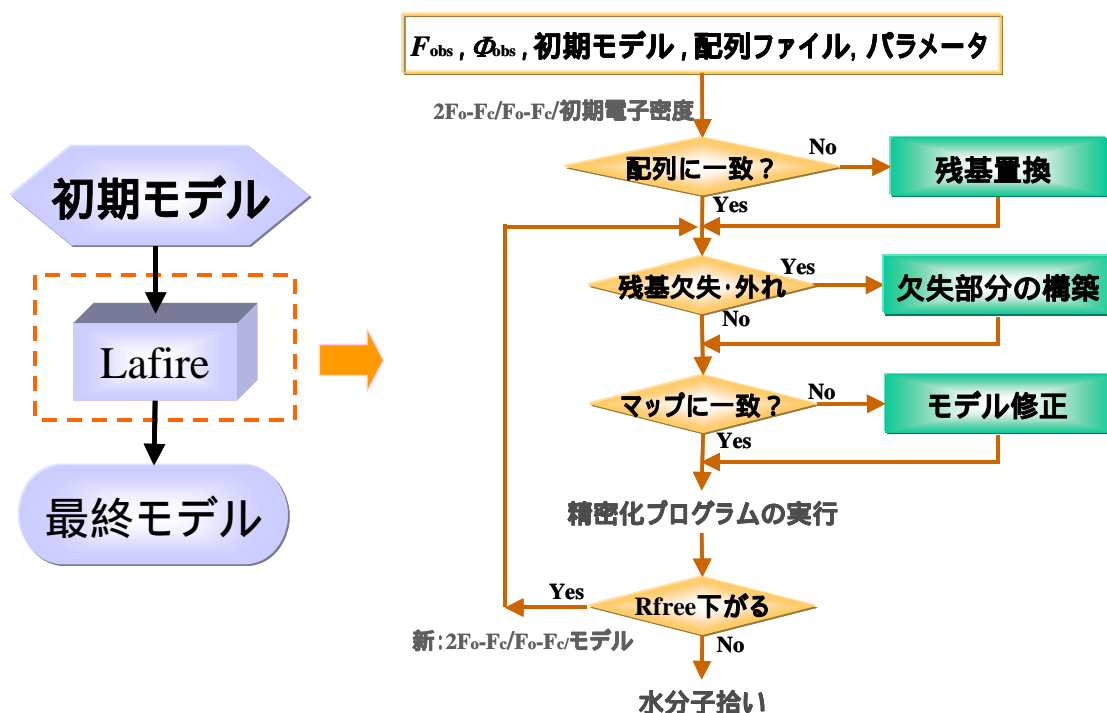 初期モデル
Lafire
最終モデル
Fobs , Φobs , 初期モデル , 配列ファイル, パラメータ
2Fo-Fc/Fo-Fc/初期電子密度
配列に一致？
No
残基置換
Yes
残基欠失・外れ
Yes
欠失部分の構築
No
マップに一致？
No
モデル修正
Yes
精密化プログラムの実行
Rfree下がる
Yes
新：2Fo-Fc/Fo-Fc/モデル
No
水分子拾い